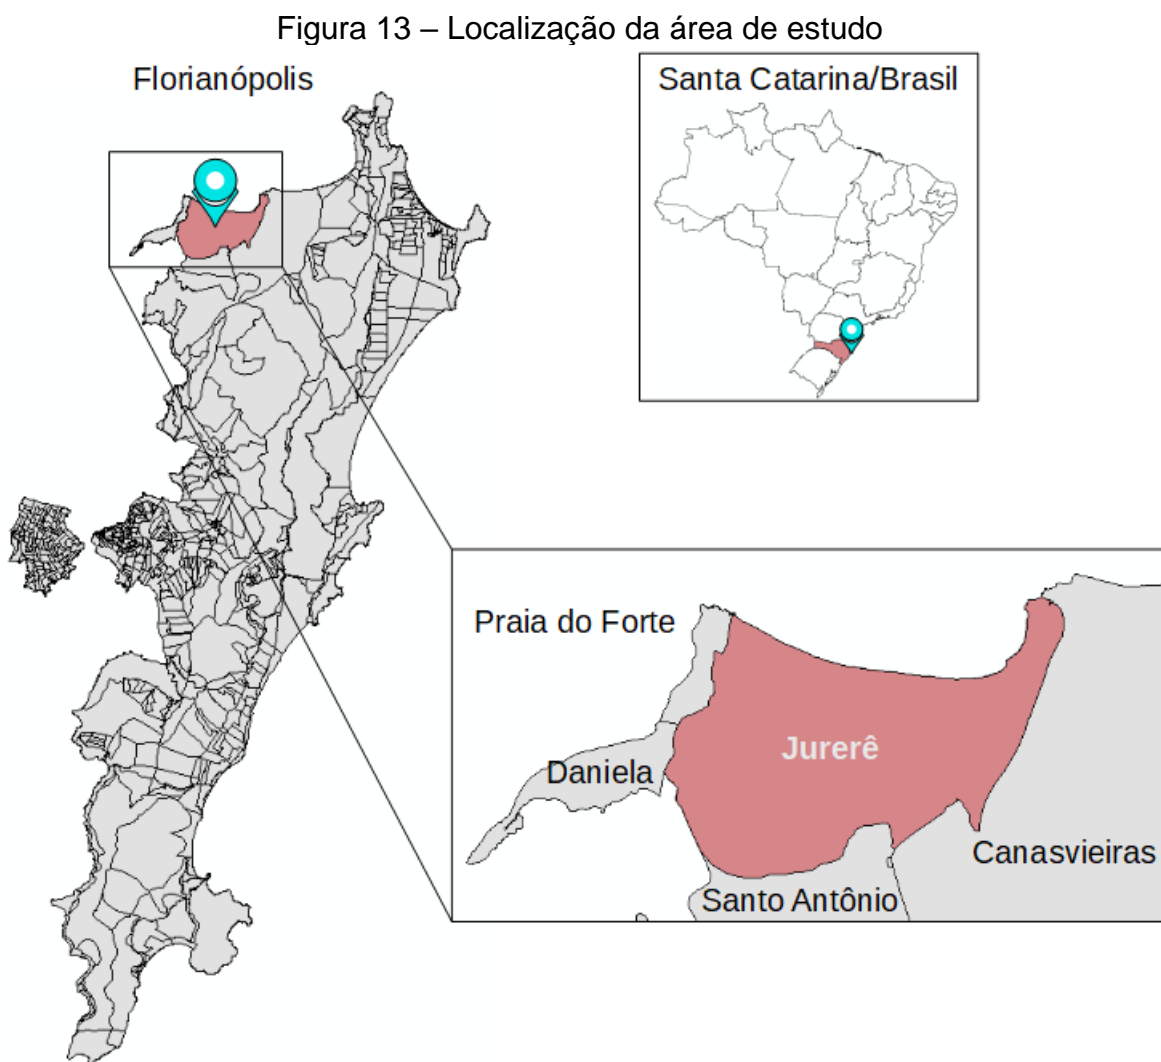 Figura 13 – Localização da área de estudo
Florianópolis
Santa Catarina/Brasil
Praia do Forte
Jurerê
Daniela
Canasvieiras
Santo Antônio